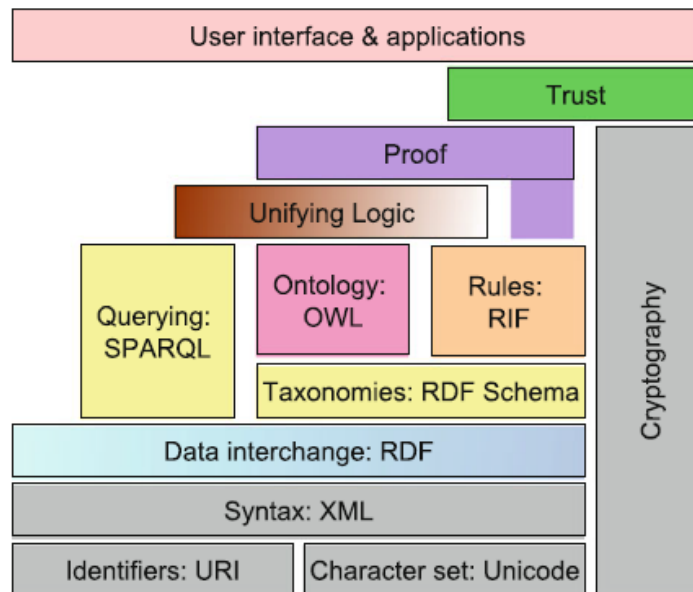 User interface & applications
Trust
Proof
Unifying Logic
Querying:
SPARQL
Ontology:
OWL
Rules:
RIF
Taxonomies: RDF Schema
Data interchange: RDF
Syntax: XML
Identifiers: URI
Character set: Unicode
Cryptography